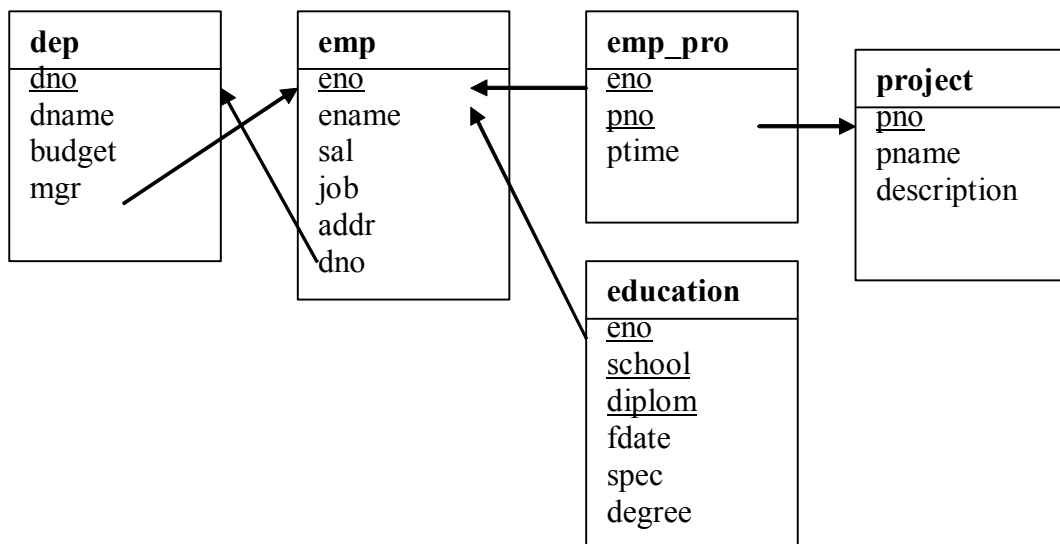 dep
dno
dname
budget
mgr
emp
eno
ename
sal
job
addr
dno
emp_pro
eno
pno
ptime
project
pno
pname
description
education
eno
school
diplom
fdate
spec
degree